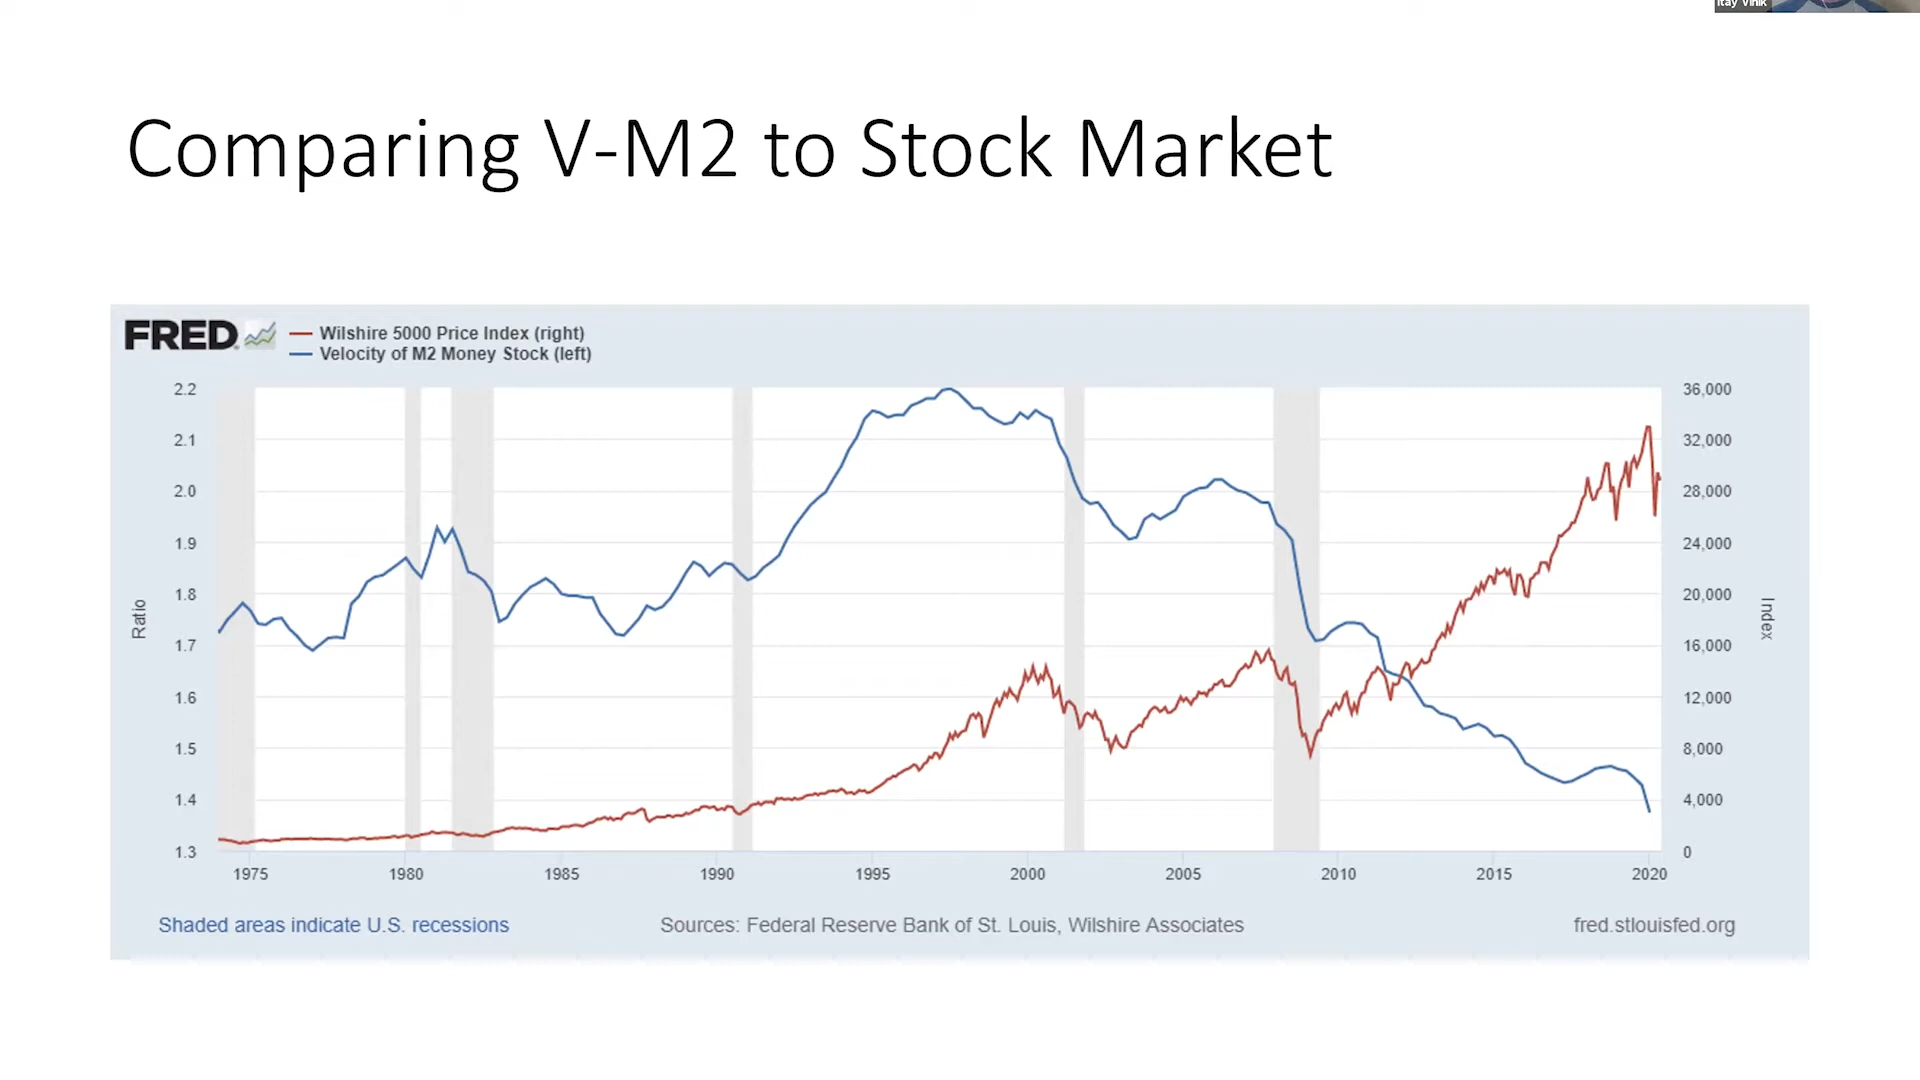 Itay Vinik
Comparing V-M2 to Stock Market
FRED
Wilshire 5000 Price Index (right)
Velocity of M2 Money Stock (left)
2.2
2.1
2.0
1.9
1.8
1.7
1.6
1.5
1.4
1.3
Ratio
36,000
32,000
28,000
24,000
20,000
16,000
12,000
8,000
4,000
0
Index
1975 1980 1985 1990 1995 2000 2005 2010 2015 2020
Shaded areas indicate U.S. recessions
Sources: Federal Reserve Bank of St. Louis, Wilshire Associates
fred.stlouisfed.org